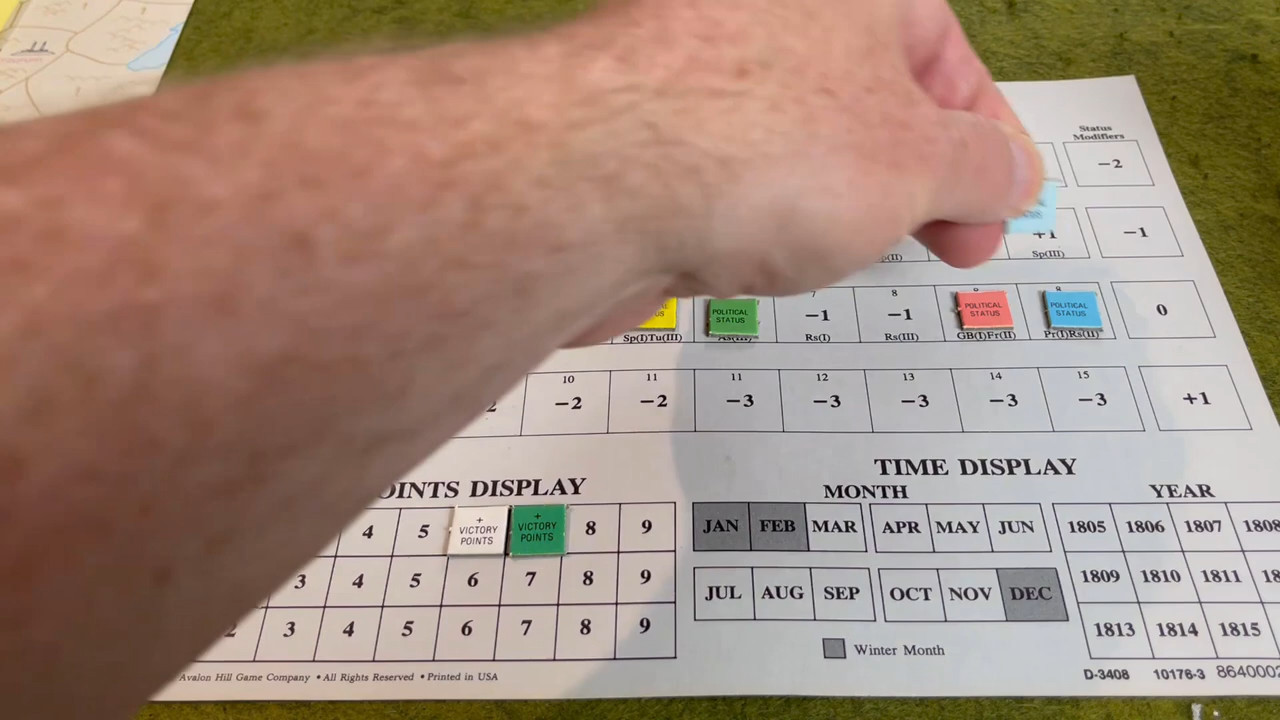 Status
Modifiers
−2
+1
−1
Sp(III)
7
8
POLITICAL
STATUS
−1
−1
POLITICAL
STATUS
POLITICAL
STATUS
0
Sp(I)Tu(III)
Rs(I)
Rs(III)
GB(I)Fr(II)
Pr(I)Rs(II)
10
11
11
12
13
14
15
−2
−2
−3
−3
−3
−3
−3
+1
TIME DISPLAY
DISPLAY
MONTH
YEAR
4
5
+
VICTORY
POINTS
+
VICTORY
POINTS
8
9
JAN
FEB
MAR
APR
MAY
JUN
1805
1806
1807
1808
3
4
5
6
7
8
9
JUL
AUG
SEP
OCT
NOV
DEC
1809
1810
1811
3
4
5
6
7
8
9
1813
1814
1815
Winter Month
Avalon Hill Game Company • All Rights Reserved • Printed in USA
D-3408
10176-3
864000